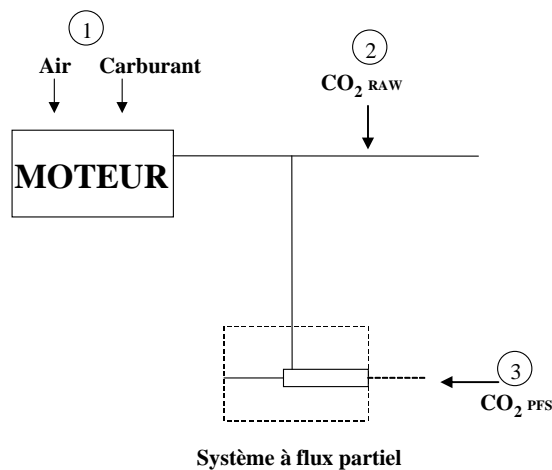 1
Air Carburant
2
CO2 RAW
MOTEUR
3
CO2 PFS
Système à flux partiel